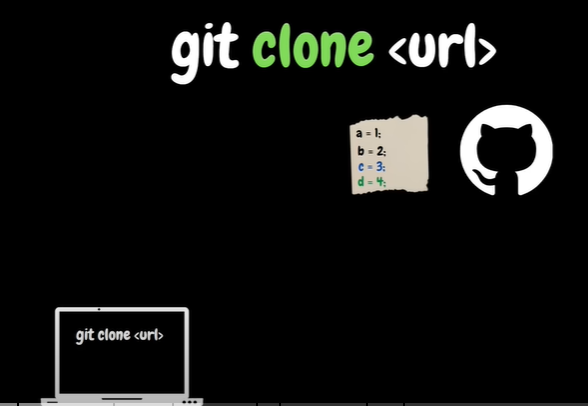 git clone <url>
a = 1;
b = 2;
c = 3;
d = 4;
git clone <url>